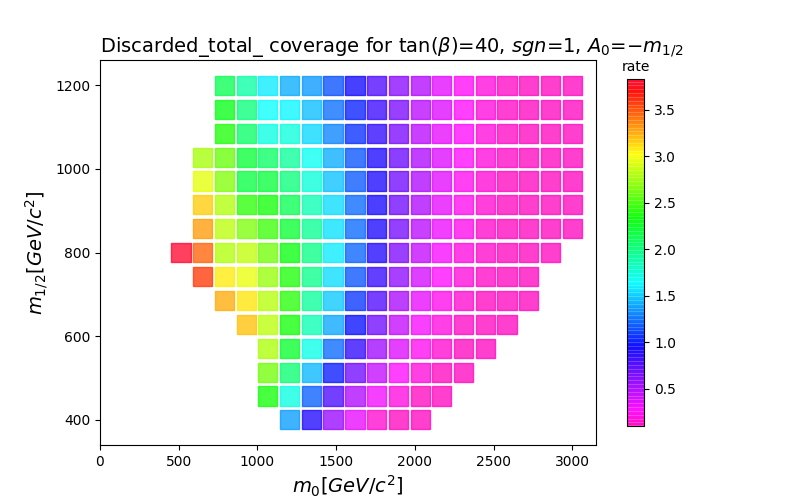 Discarded_total_ coverage for tan(β)=40, sgn=1, A₀=−m₁/₂
rate
3.5
3.0
2.5
2.0
1.5
1.0
0.5
m₁/₂[GeV/c²]
1200
1000
800
600
400
0 500 1000 1500 2000 2500 3000
m₀[GeV/c²]